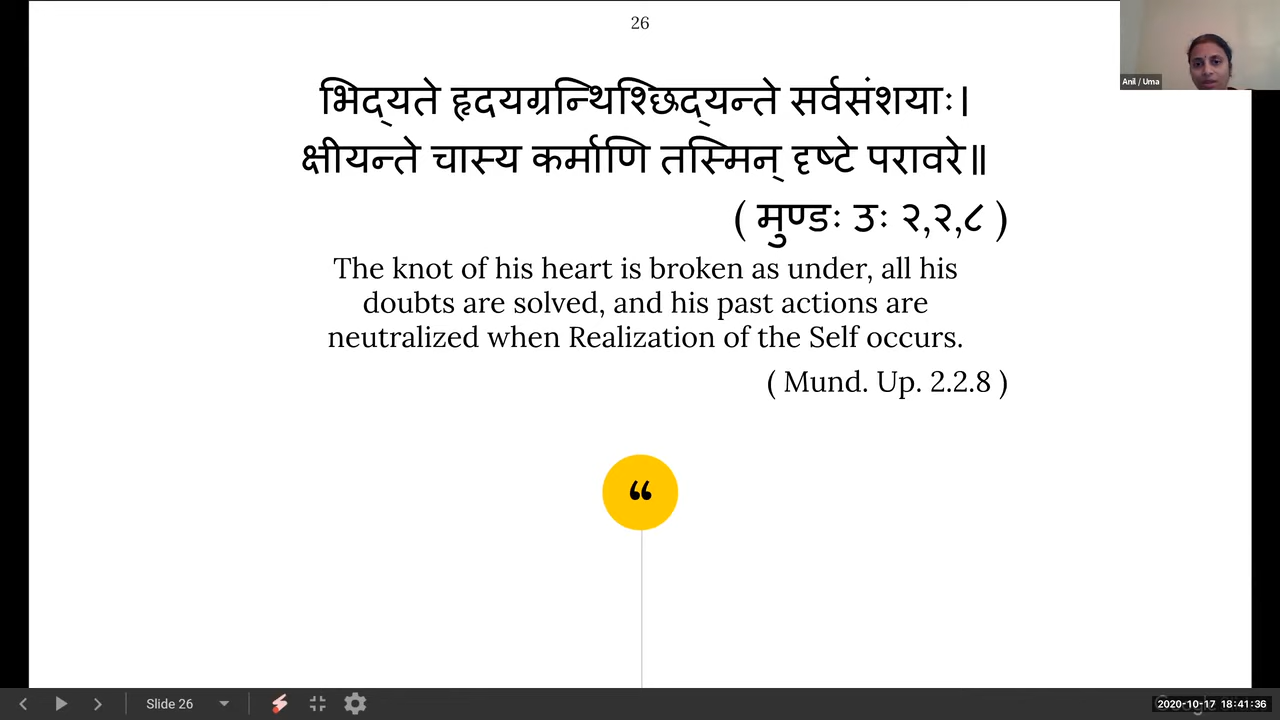 26
Anil / Uma
भिद्यते हृदयग्रन्थिश्छिद्यन्ते सर्वसंशयाः।
क्षीयन्ते चास्य कर्माणि तस्मिन् दृष्टे परावरे॥
( मुण्डः उः २,२,८ )
The knot of his heart is broken as under, all his
doubts are solved, and his past actions are
neutralized when Realization of the Self occurs.
( Mund. Up. 2.2.8 )
“
Slide 26
2020-10-17 18:41:36